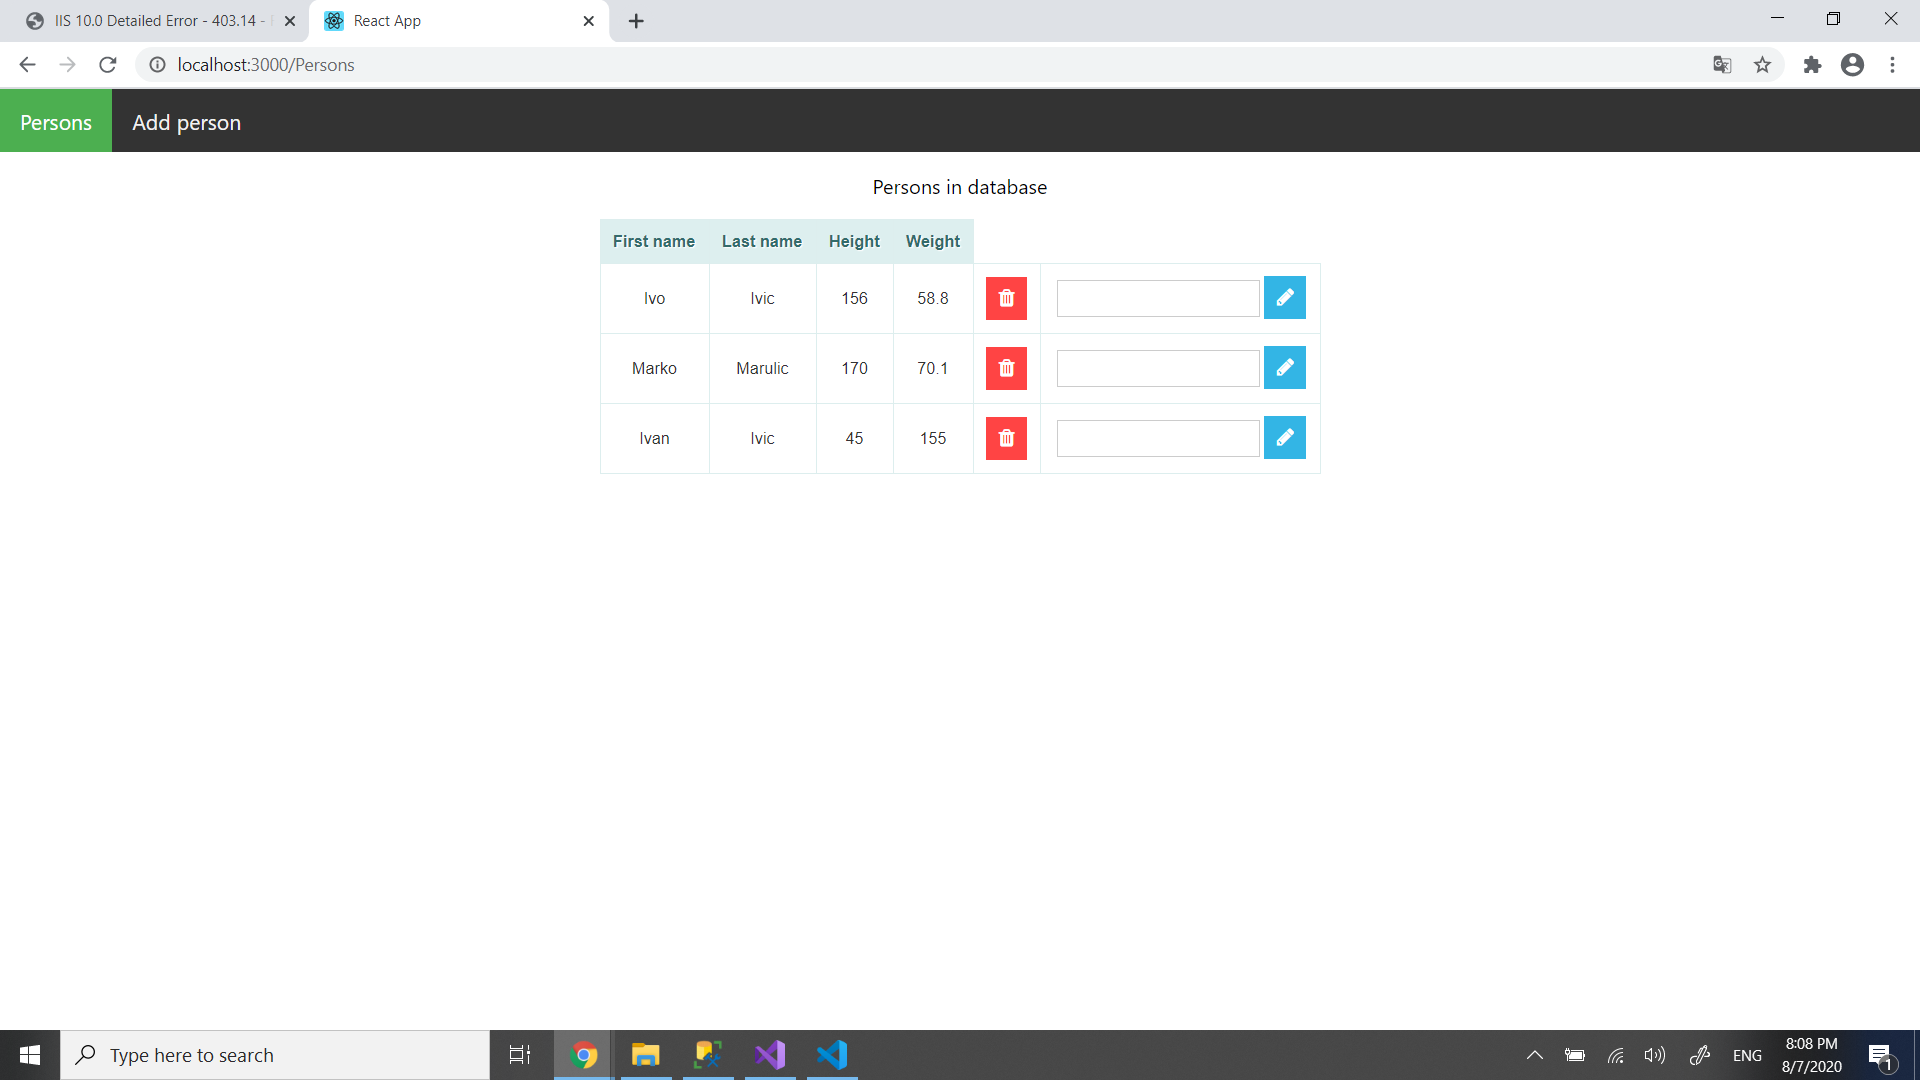 IIS 10.0 Detailed Error - 403.14 -
React App
localhost:3000/Persons
Persons
Add person
Persons in database
First name Last name Height Weight
Ivo Ivic 156 58.8
Marko Marulic 170 70.1
Ivan Ivic 45 155
Type here to search
ENG
8:08 PM
8/7/2020
1